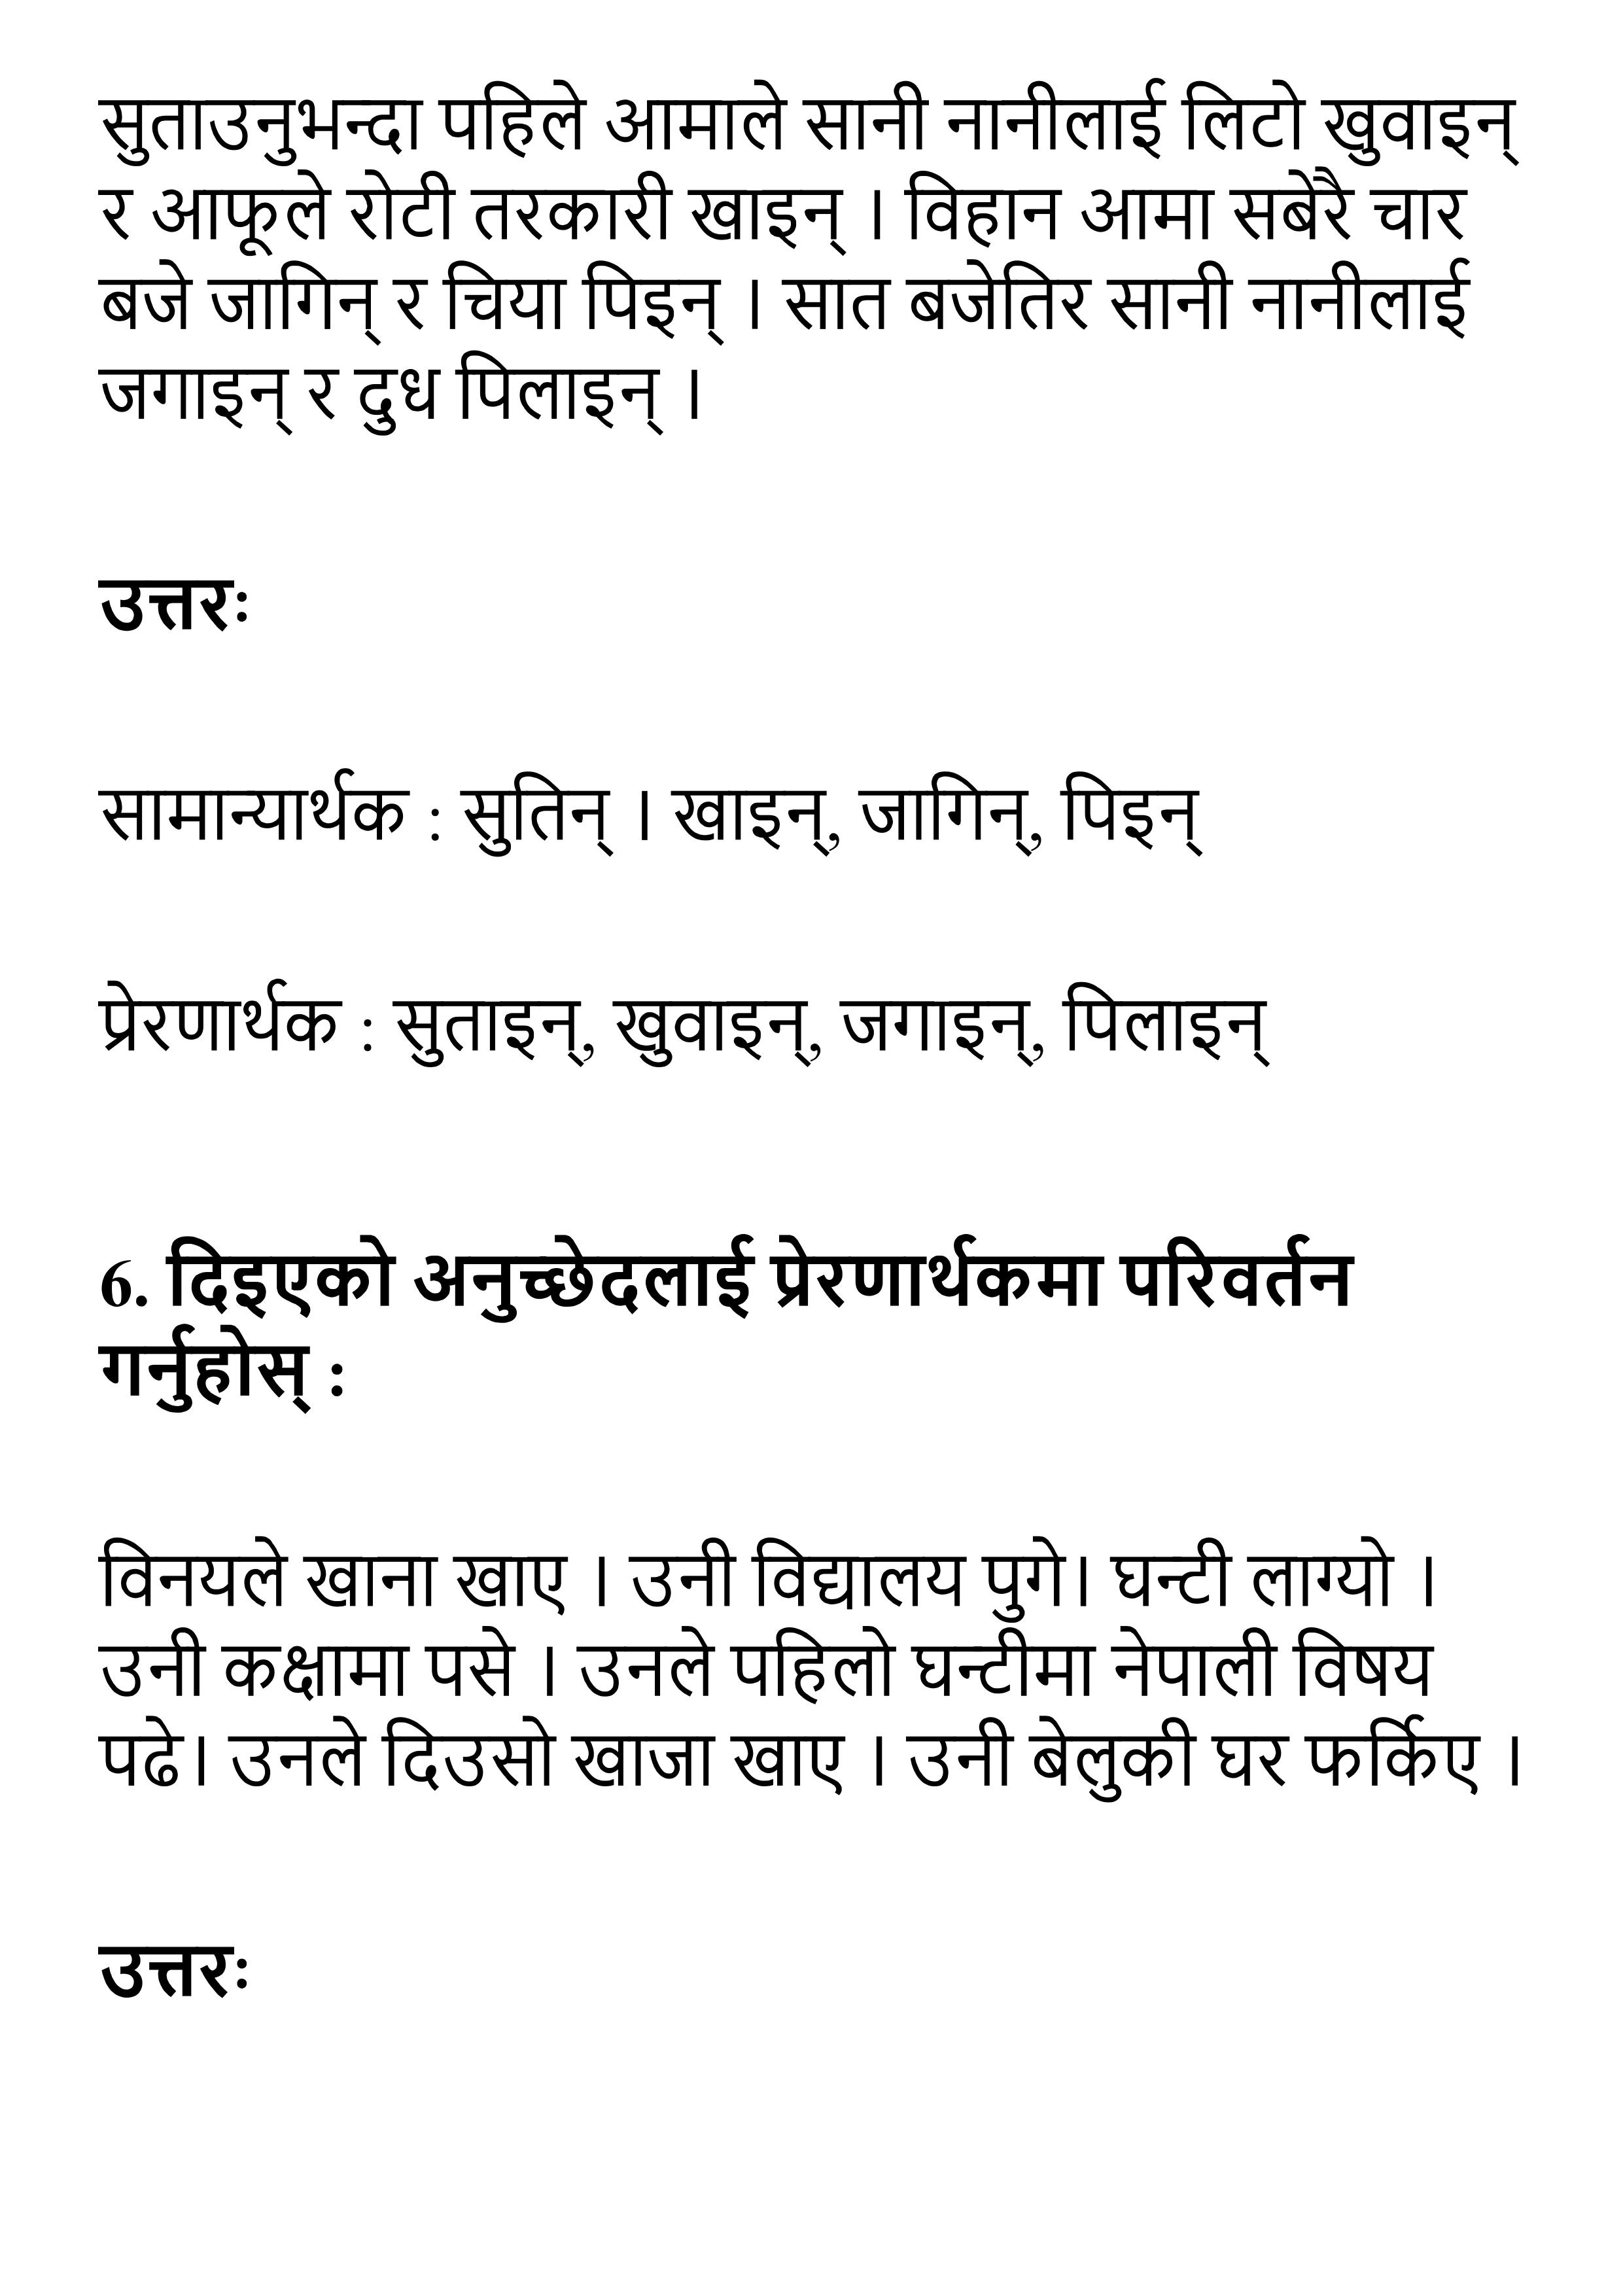 सुताउनुभन्दा पहिले आमाले सानी नानीलाई लिटो खुवाइन्
र आफूले रोटी तरकारी खाइन् । विहान आमा सबेरै चार
बजे जागिन् र चिया पिइन् । सात बजेतिर सानी नानीलाई
जगाइन् र दुध पिलाइन् ।
उत्तरः
सामान्यार्थक : सुतिन् । खाइन्, जागिन्, पिइन्
प्रेरणार्थक : सुताइन्, खुवाइन्, जगाइन्, पिलाइन्
6. दिइएको अनुच्छेदलाई प्रेरणार्थकमा परिवर्तन
गर्नुहोस् :
विनयले खाना खाए । उनी विद्यालय पुगे। घन्टी लाग्यो ।
उनी कक्षामा पसे । उनले पहिलो घन्टीमा नेपाली विषय
पढे। उनले दिउसो खाजा खाए । उनी बेलुकी घर फर्किए ।
उत्तरः